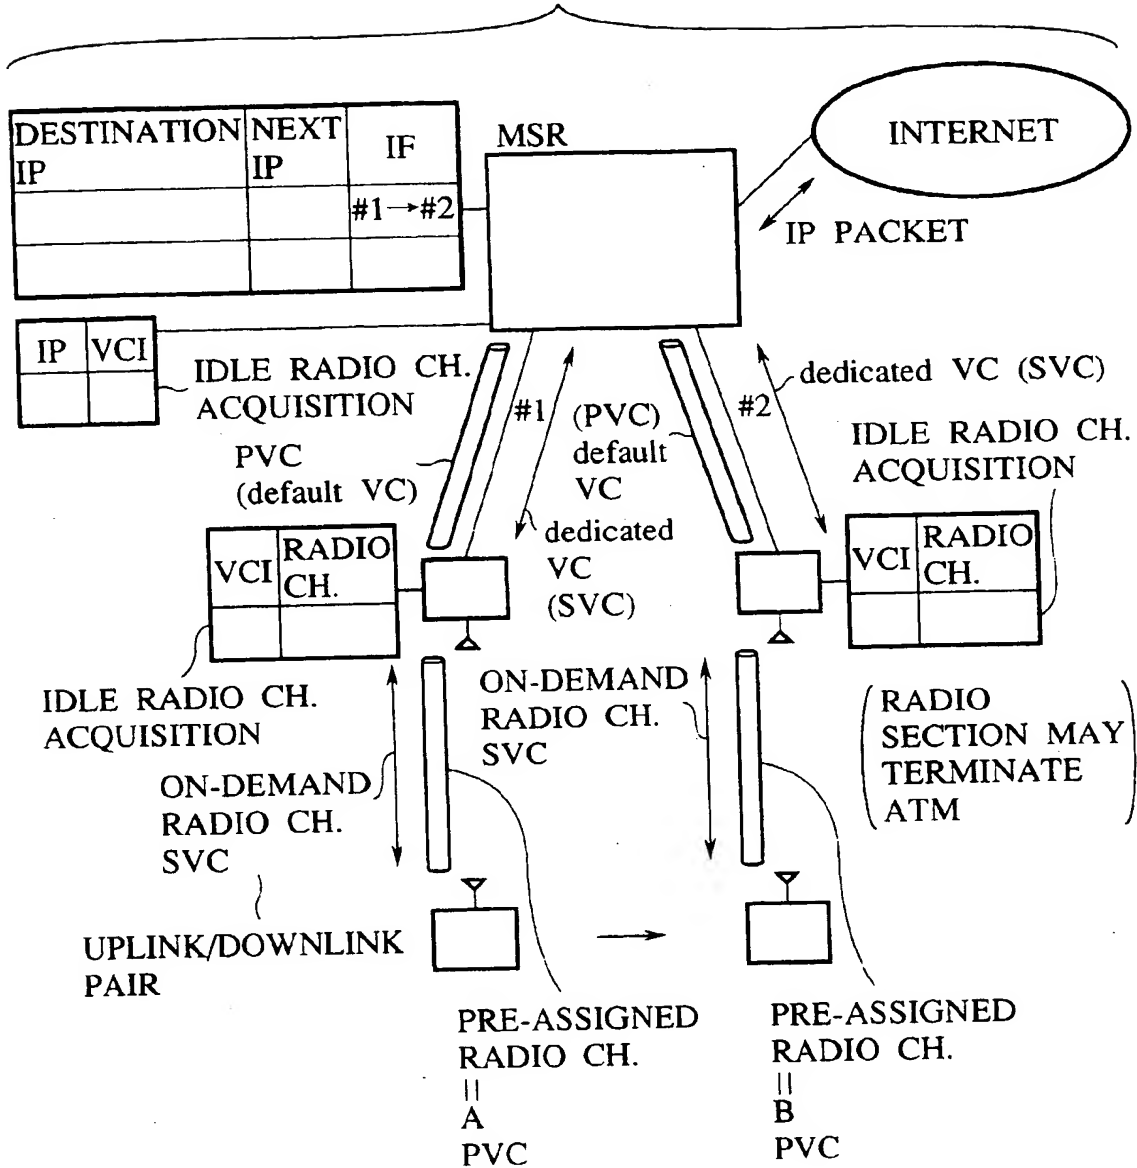 DESTINATION IP
NEXT IP
IF
#1→#2
MSR
INTERNET
IP PACKET
IP
VCI
IDLE RADIO CH.
ACQUISITION
PVC
(default VC)
#1
(PVC)
default
VC
#2
dedicated VC (SVC)
IDLE RADIO CH.
ACQUISITION
dedicated
VC
(SVC)
VCI
RADIO
CH.
VCI
RADIO
CH.
IDLE RADIO CH.
ACQUISITION
ON-DEMAND
RADIO CH.
SVC
ON-DEMAND
RADIO CH.
SVC
(RADIO
SECTION MAY
TERMINATE
ATM)
UPLINK/DOWNLINK
PAIR
PRE-ASSIGNED
RADIO CH.
=
A
PVC
PRE-ASSIGNED
RADIO CH.
=
B
PVC